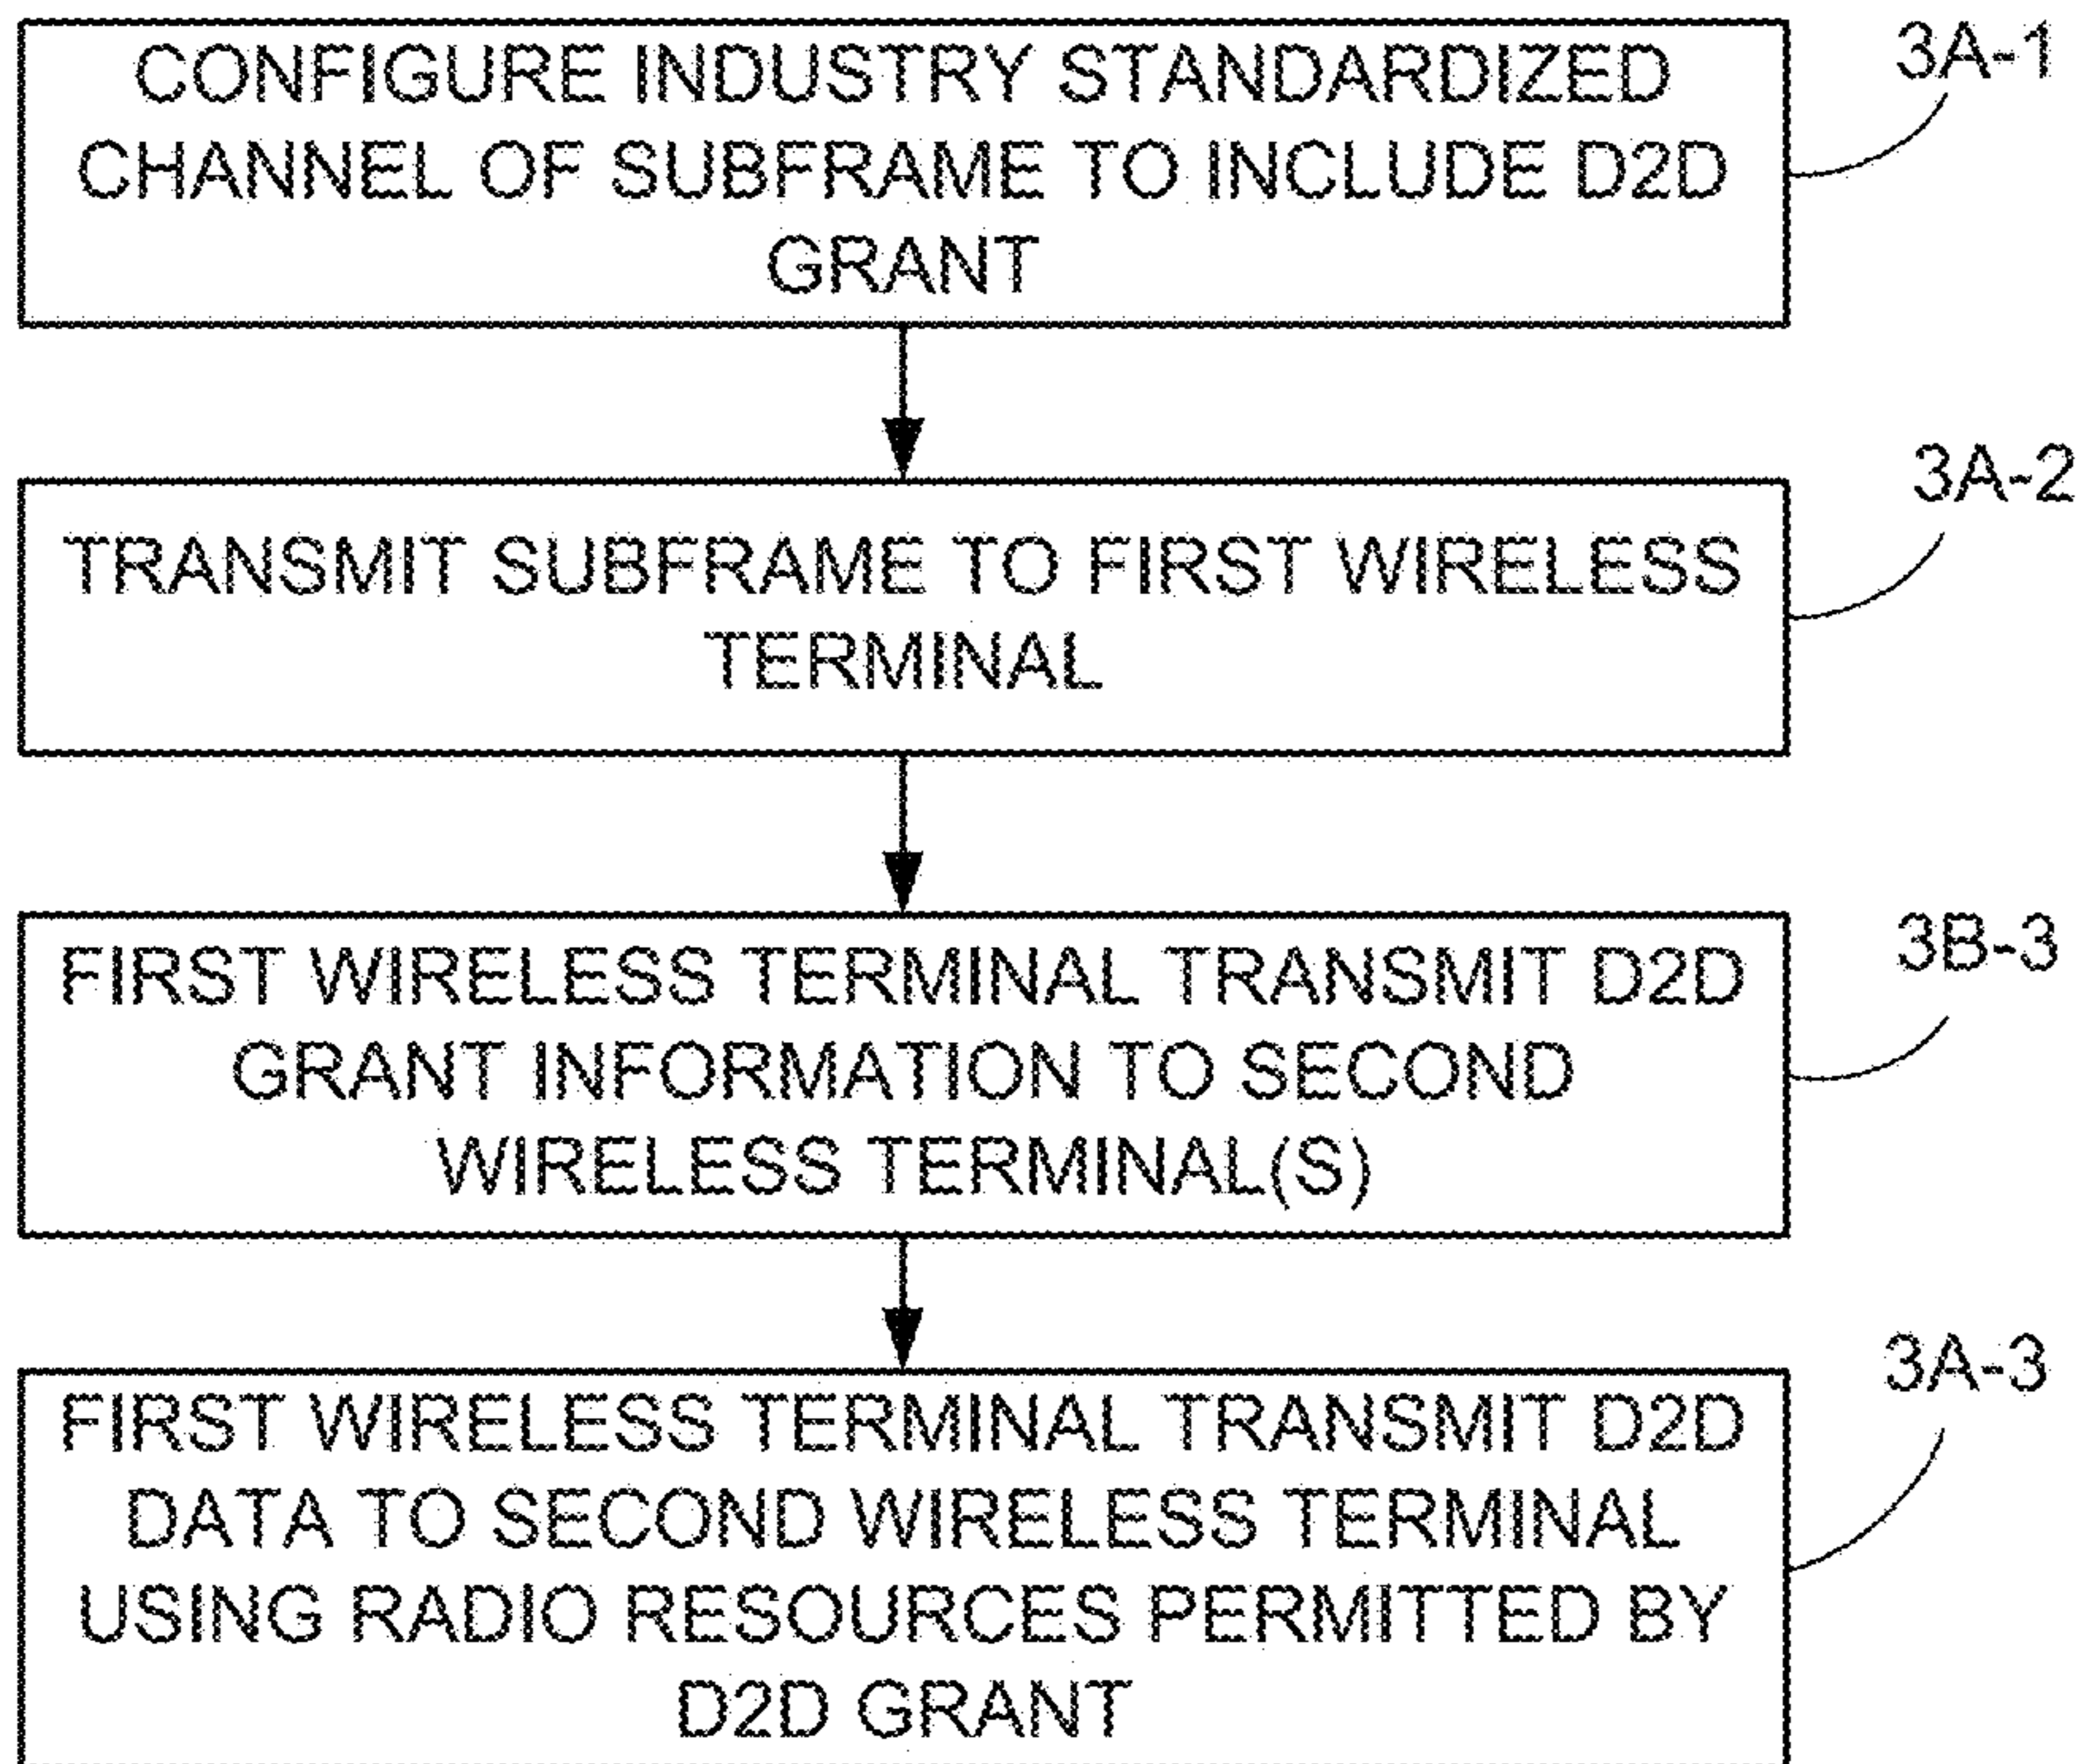 CONFIGURE INDUSTRY STANDARDIZED
3A-1
CHANNEL OF SUBFRAME TO INCLUDE D2D
GRANT
3A-2
TRANSMIT SUBFRAME TO FIRST WIRELESS
TERMINAL
3B-3
FIRST WIRELESS TERMINAL TRANSMIT D2D
GRANT INFORMATION TO SECOND
WIRELESS TERMINAL(S)
3A-3
FIRST WIRELESS TERMINAL TRANSMIT D2D
DATA TO SECOND WIRELESS TERMINAL
USING RADIO RESOURCES PERMITTED BY
D2D GRANT